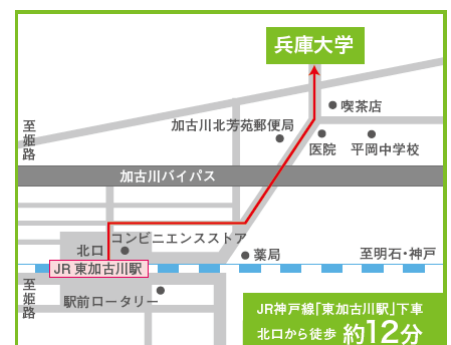 兵庫大学
喫茶店
加古川北芳苑郵便局
至姫路
医院 平岡中学校
加古川バイパス
コンビニエンスストア
北口
薬局
至明石・神戸
JR 東加古川駅
至姫路
駅前ロータリー
JR神戸線「東加古川駅」下車
北口から徒歩 約12分